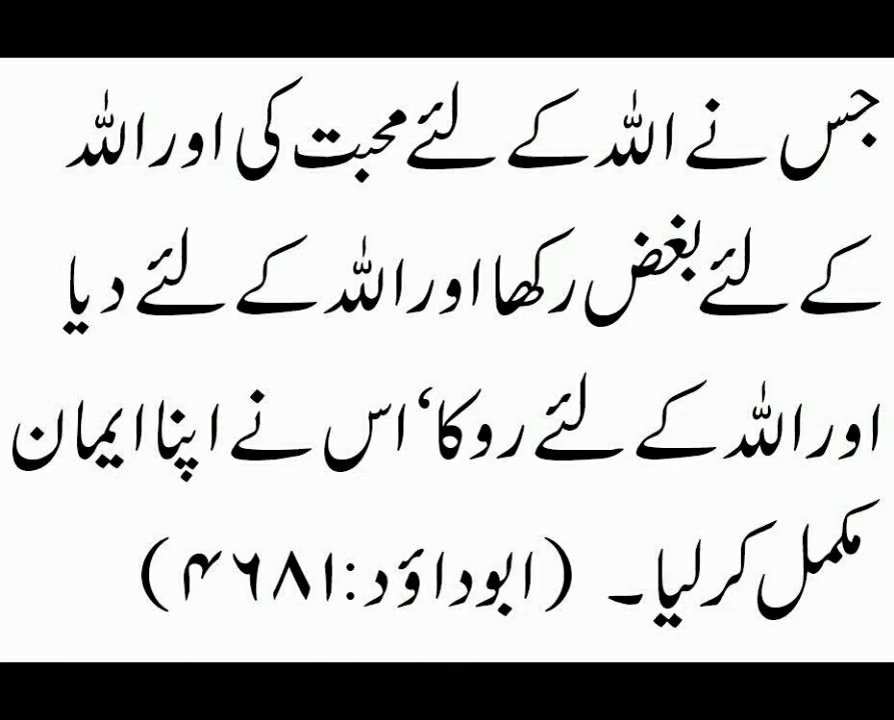 جس نے اللہ کے لئے محبت کی اور اللہ
کے لئے بغض رکھا اور اللہ کے لئے دیا
اور اللہ کے لئے روکا‘ اس نے اپنا ایمان
مکمل کرلیا۔ (ابوداؤد:۴۶۸۱)